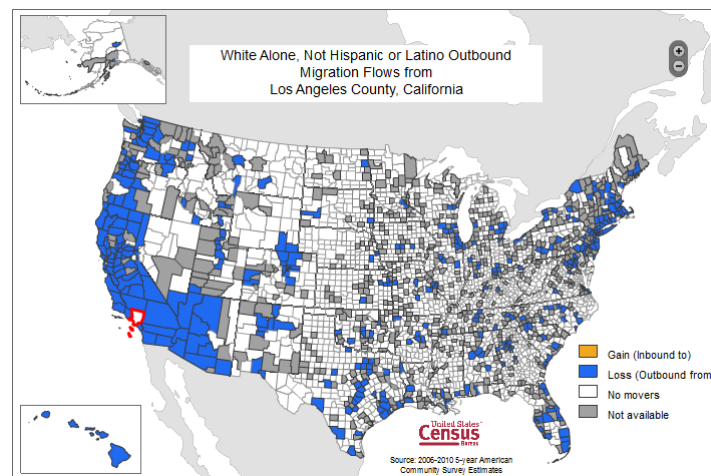 White Alone, Not Hispanic or Latino Outbound
Migration Flows from
Los Angeles County, California
+
−
Gain (Inbound to)
Loss (Outbound from
No movers
Not available
United States™
Census
Bureau
Source: 2006-2010 5-year American
Community Survey Estimates